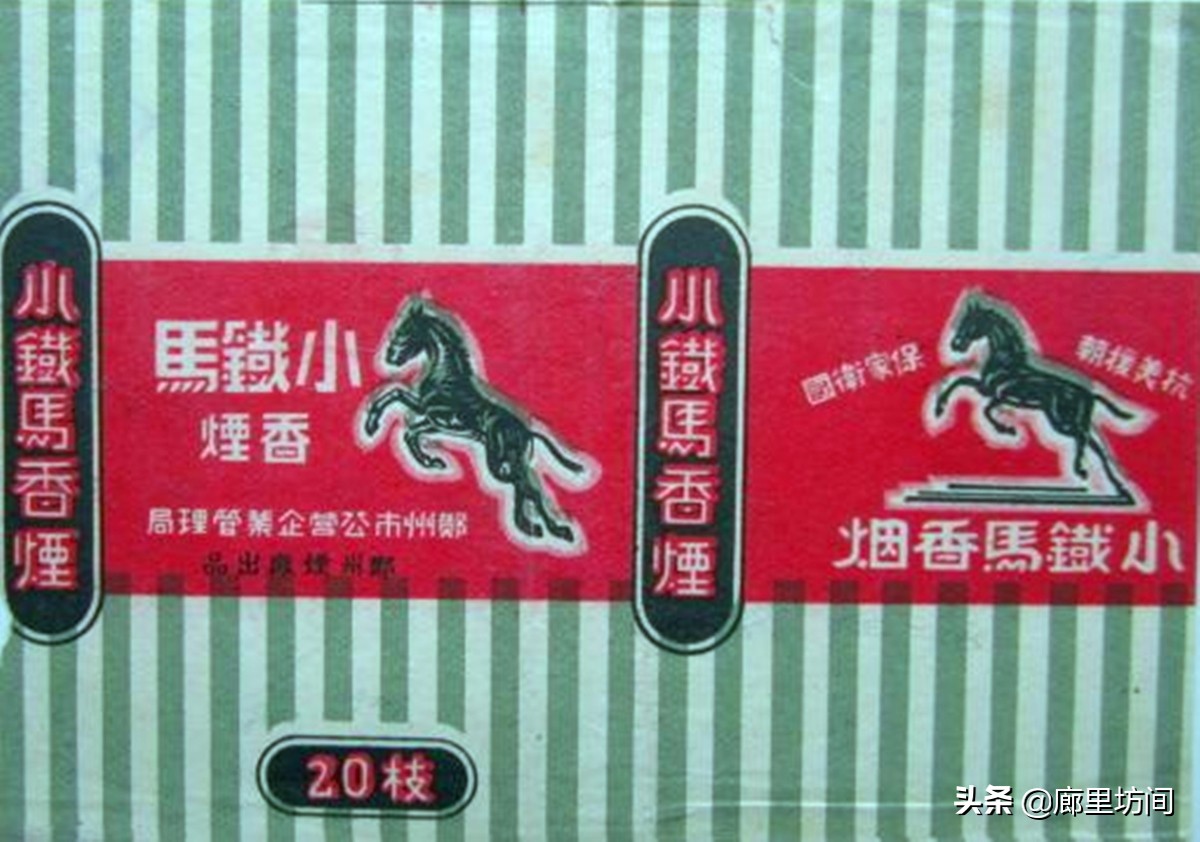 小鐵馬香煙
小鐵馬
香煙
鄭州市公營企業管理局
鄭州煙廠出品
小鐵馬香煙
抗美援朝
保家衛國
小鐵馬香烟
20枝
头条 @廊里坊间